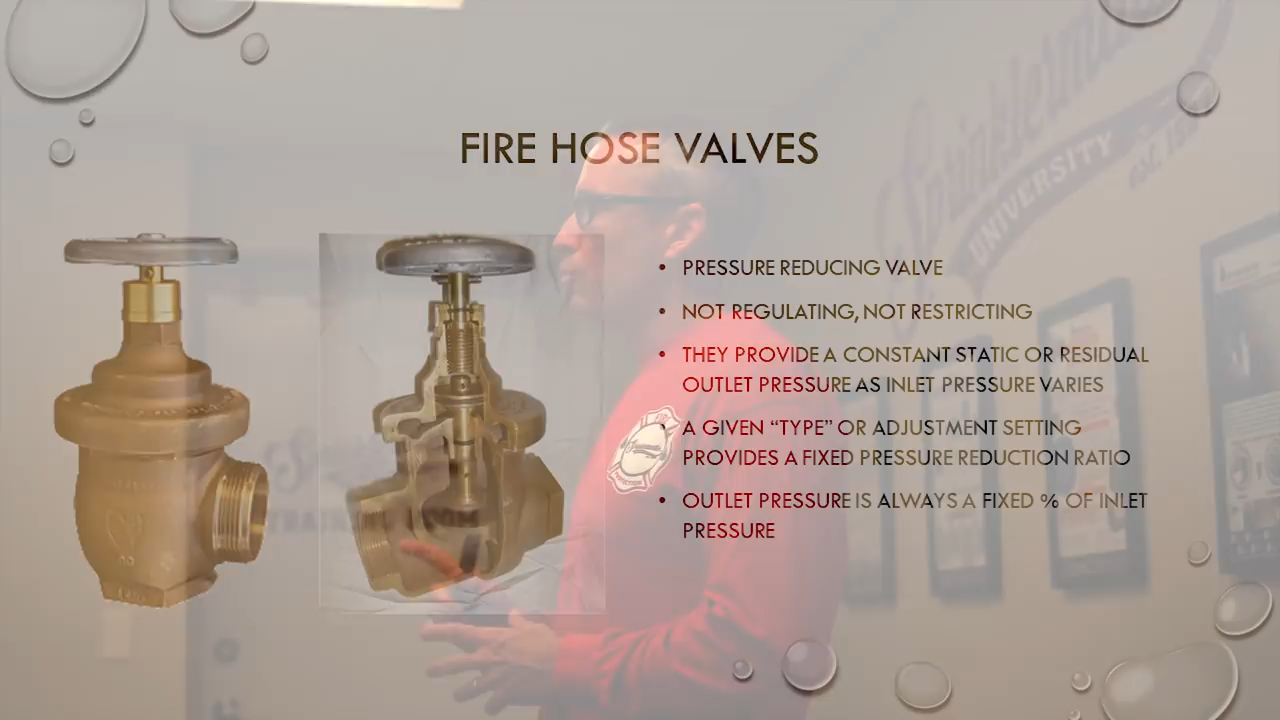 FIRE HOSE VALVES
• PRESSURE REDUCING VALVE
• NOT REGULATING, NOT RESTRICTING
• THEY PROVIDE A CONSTANT STATIC OR RESIDUAL
OUTLET PRESSURE AS INLET PRESSURE VARIES
• A GIVEN “TYPE” OR ADJUSTMENT SETTING
PROVIDES A FIXED PRESSURE REDUCTION RATIO
• OUTLET PRESSURE IS ALWAYS A FIXED % OF INLET
PRESSURE
UNIVERSITY